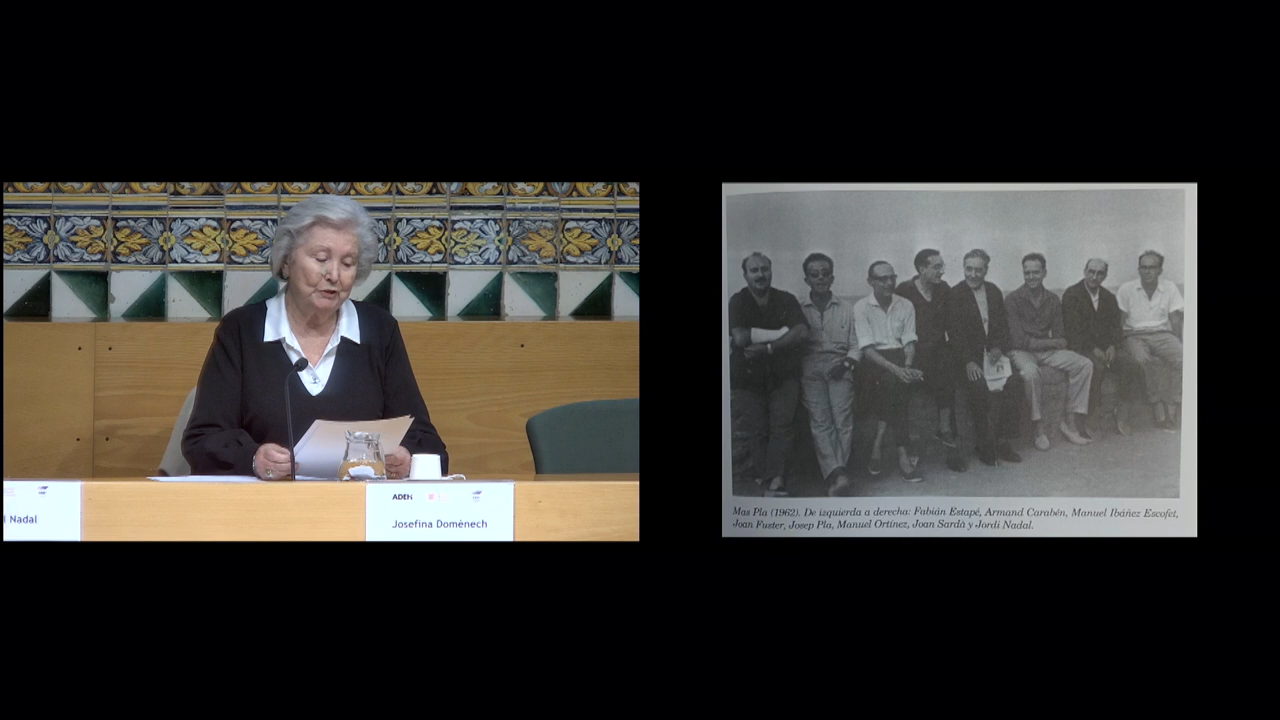 l Nadal
ADEH
Josefina Domènech
Mas Pla (1962). De izquierda a derecha: Fabián Estapé, Armand Carabén, Manuel Ibáñez Escofet,
Joan Fuster, Josep Pla, Manuel Ortínez, Joan Sardà y Jordi Nadal.